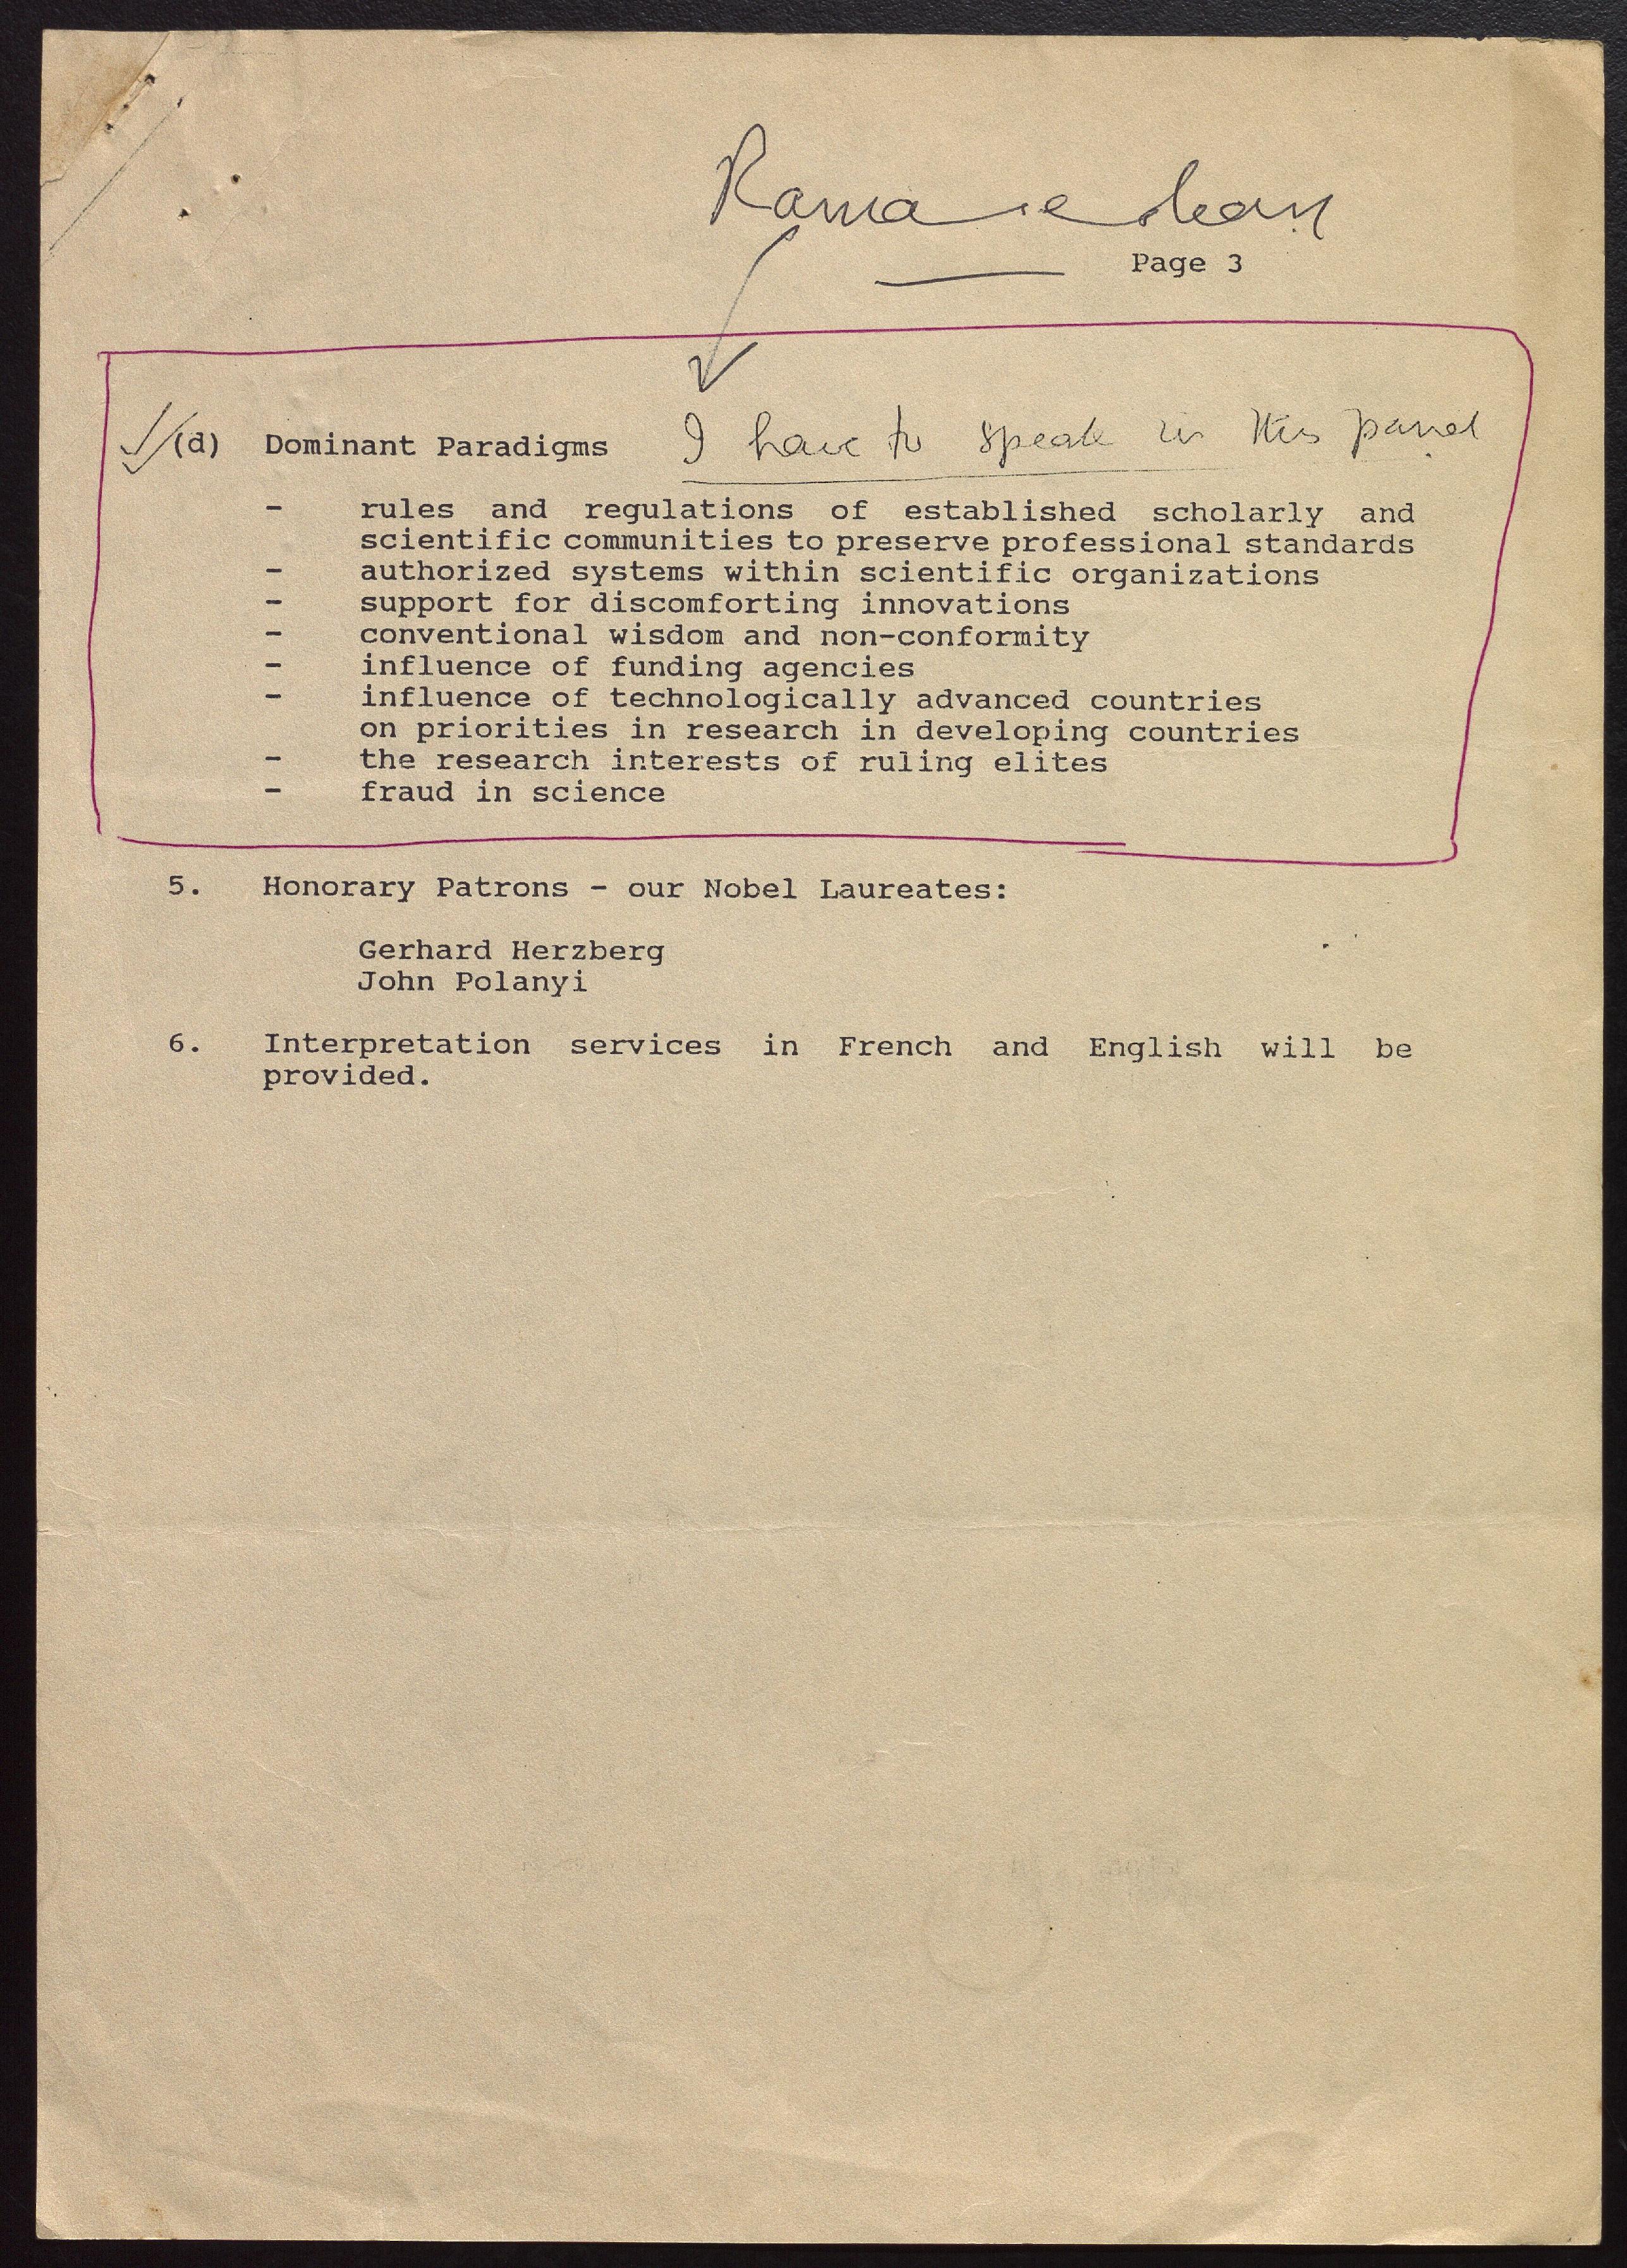 Page 3
(d) Dominant Paradigms I have to speak in this panel
- rules and regulations of established scholarly and
scientific communities to preserve professional standards
- authorized systems within scientific organizations
- support for discomforting innovations
- conventional wisdom and non-conformity
- influence of funding agencies
- influence of technologically advanced countries
on priorities in research in developing countries
- the research interests of ruling elites
- fraud in science
5. Honorary Patrons - our Nobel Laureates:
Gerhard Herzberg
John Polanyi
6. Interpretation services in French and English will be
provided.